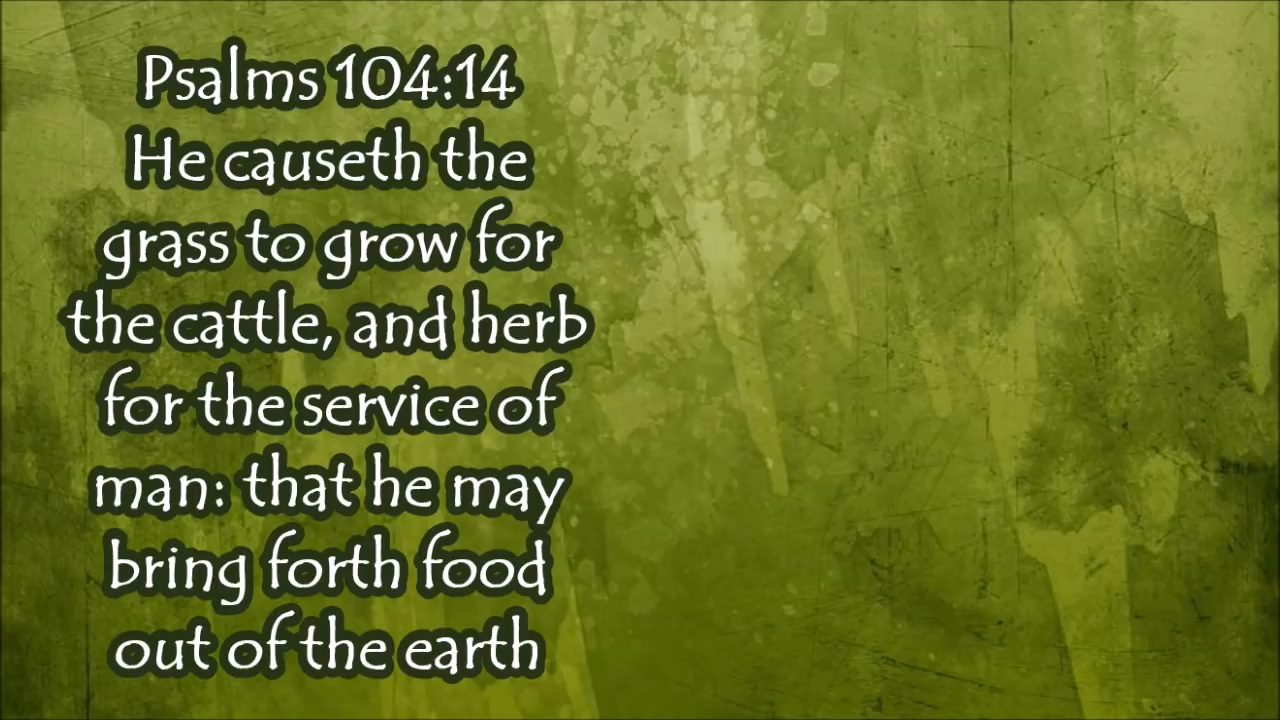 Psalms 104:14
He causeth the
grass to grow for
the cattle, and herb
for the service of
man: that he may
bring forth food
out of the earth